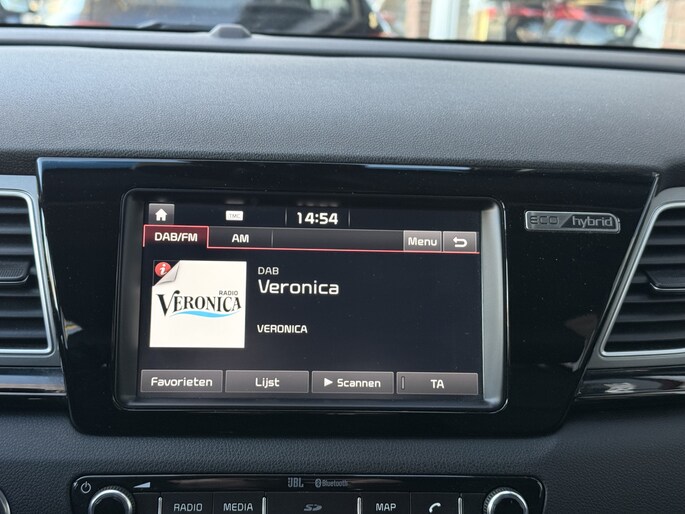 TMC
14:54
DAB/FM AM Menu
DAB
Veronica
RADIO
VERONICA
VERONICA
Favorieten Lijst Scannen TA
ECO hybrid
JBL Bluetooth
RADIO MEDIA SD MAP